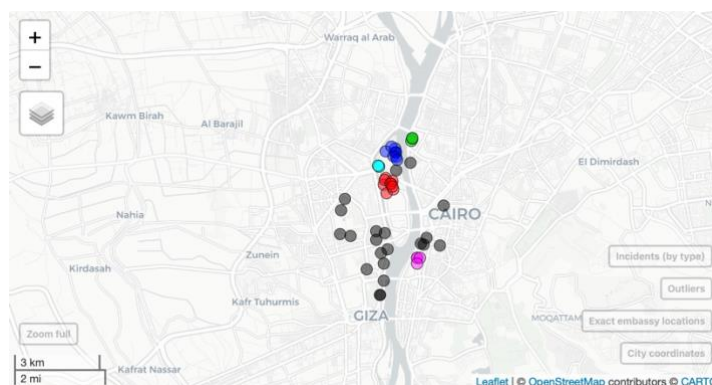 +
Warraq al Arab
−
Kawm Birah
Al Barajil
El Dimirdash
Nahia
CAIRO
Zunein
Incidents (by type)
Kirdasah
Outliers
Kafr Tuhurmis
GIZA
MOQATTAM
Exact embassy locations
Zoom full
3 km
City coordinates
Kafrat Nassar
2 mi
Leaflet | © OpenStreetMap contributors © CARTO